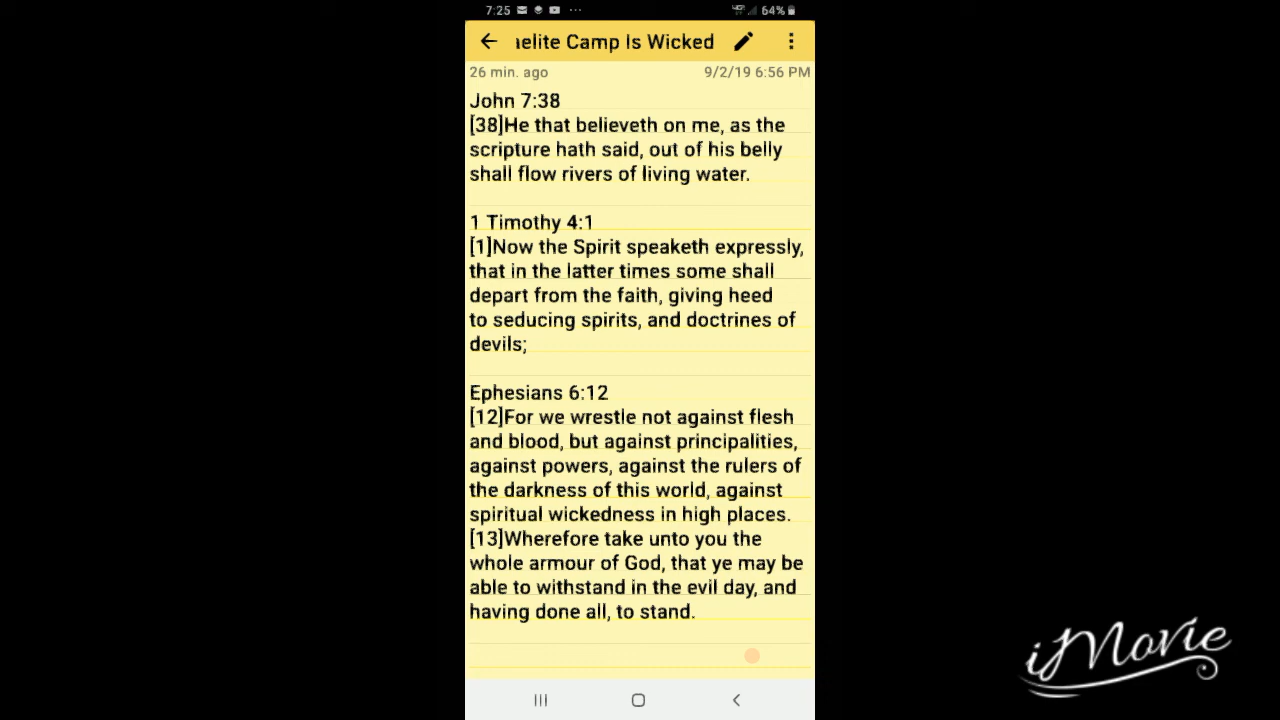 7:25 ... 64%
aelite Camp Is Wicked
26 min. ago 9/2/19 6:56 PM
John 7:38
[38]He that believeth on me, as the
scripture hath said, out of his belly
shall flow rivers of living water.
1 Timothy 4:1
[1]Now the Spirit speaketh expressly,
that in the latter times some shall
depart from the faith, giving heed
to seducing spirits, and doctrines of
devils;
Ephesians 6:12
[12]For we wrestle not against flesh
and blood, but against principalities,
against powers, against the rulers of
the darkness of this world, against
spiritual wickedness in high places.
[13]Wherefore take unto you the
whole armour of God, that ye may be
able to withstand in the evil day, and
having done all, to stand.
iMovie